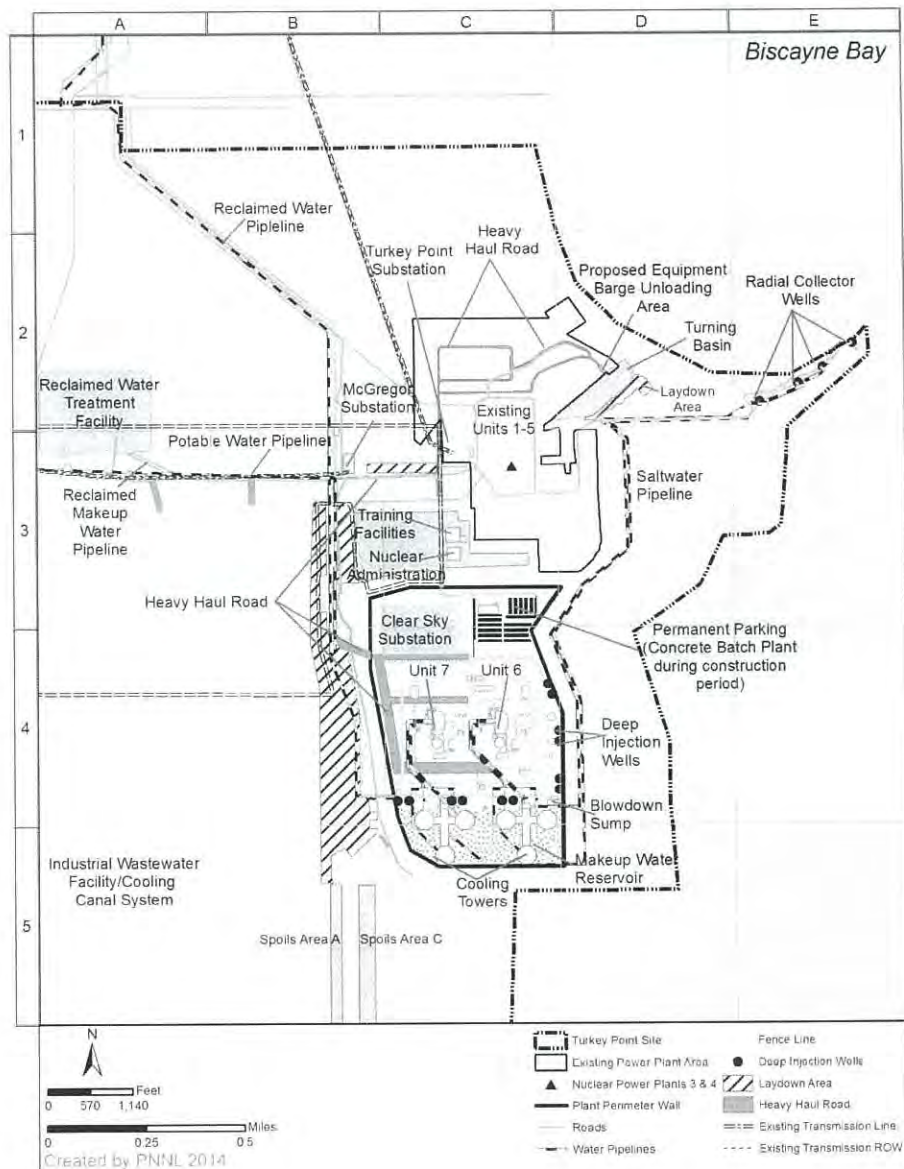 A
B
C
D
E
Biscayne Bay
1
2
3
4
5
Reclaimed Water
Pipleline
Turkey Point
Substation
Heavy
Haul Road
Proposed Equipment
Barge Unloading
Area
Radial Collector
Wells
Turning
Basin
Laydown
Area
Reclaimed Water
Treatment
Facility
McGregor
Substation
Potable Water Pipeline
Existing
Units 1-5
Reclaimed
Makeup
Water
Pipeline
Saltwater
Pipeline
Training
Facilities
Nuclear
Administration
Heavy Haul Road
Clear Sky
Substation
Permanent Parking
(Concrete Batch Plant
during construction
period)
Unit 7
Unit 6
Deep
Injection
Wells
Blowdown
Sump
Makeup Water
Reservoir
Cooling
Towers
Industrial Wastewater
Facility/Cooling
Canal System
Spoils Area A
Spoils Area C
N
Feet
0 570 1,140
Miles
0 0.25 0.5
Created by PNNL 2014
Turkey Point Site
Existing Power Plant Area
Nuclear Power Plants 3 & 4
Plant Perimeter Wall
Roads
Water Pipelines
Fence Line
Deep Injection Wells
Laydown Area
Heavy Haul Road
Existing Transmission Line
Existing Transmission ROW